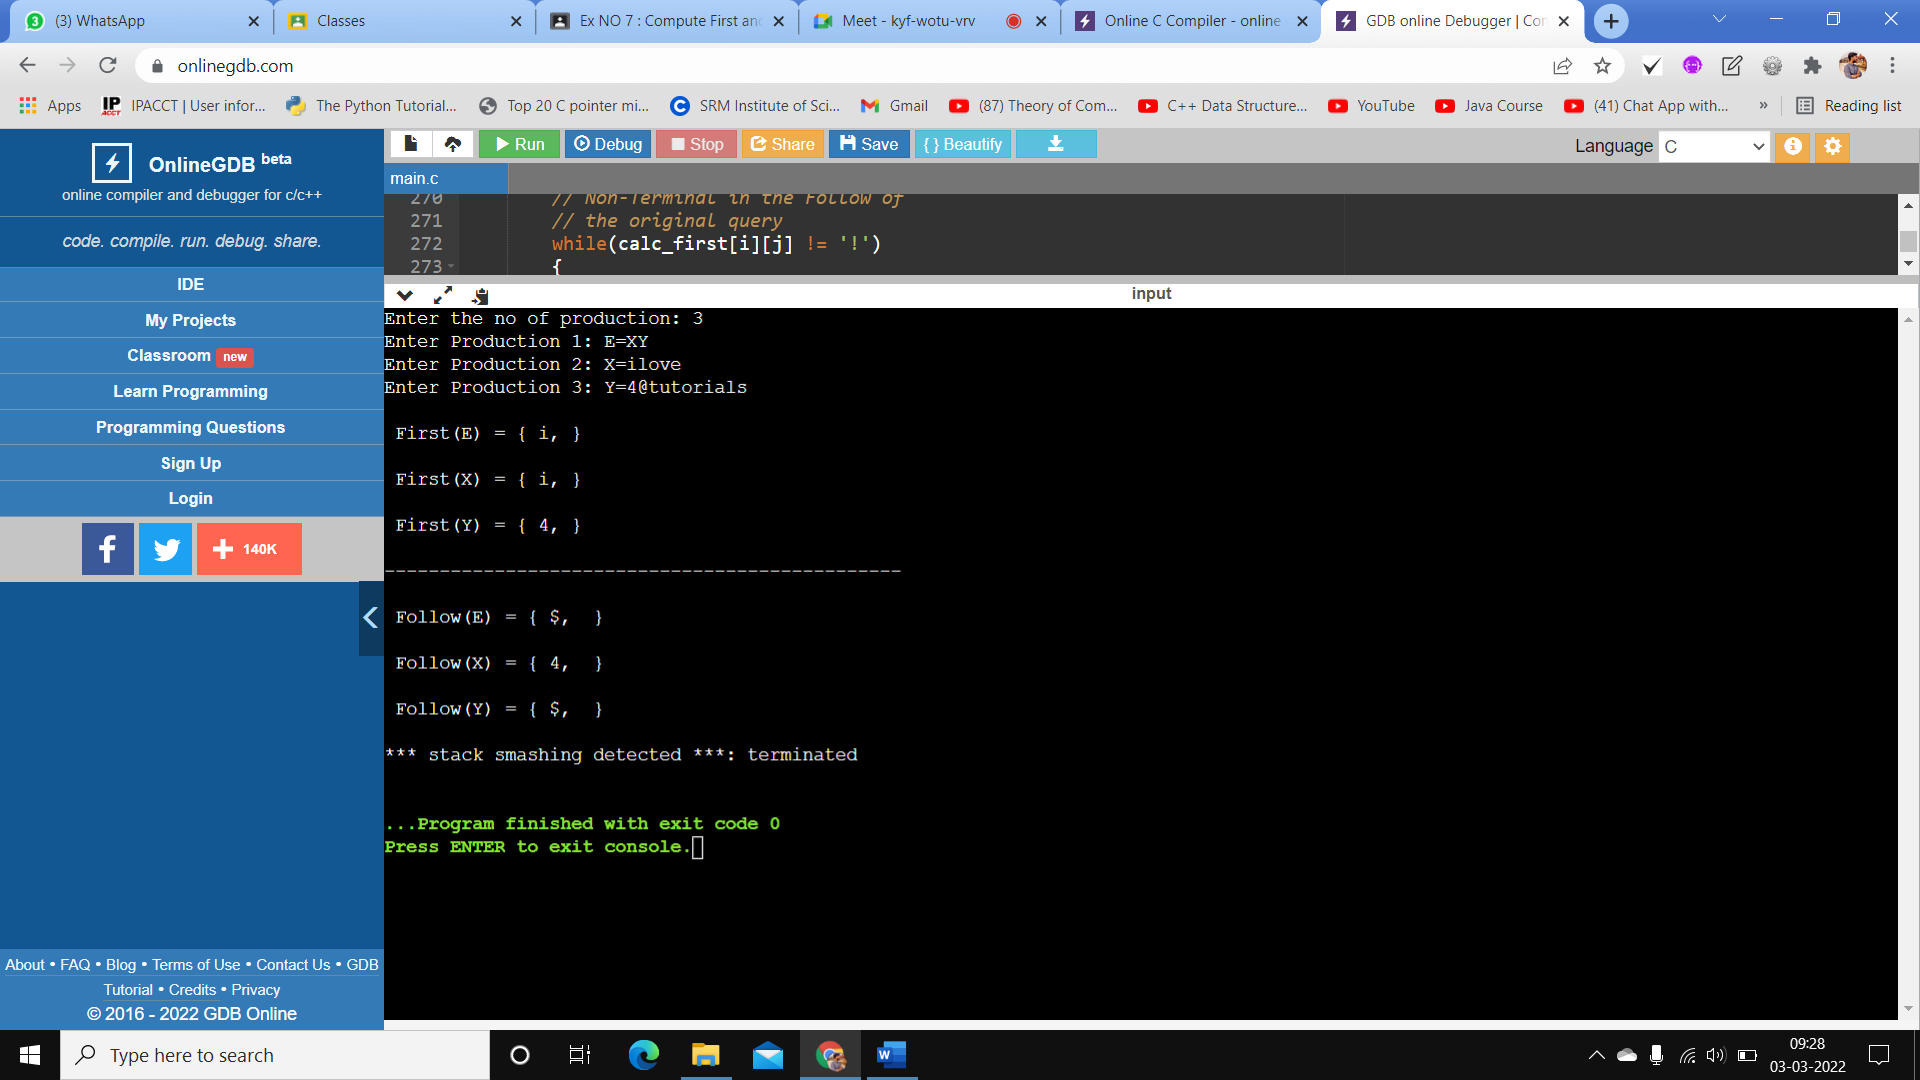 (3) WhatsApp
Classes
Ex NO 7 : Compute First an
Meet - kyf-wotu-vrv
Online C Compiler - online
GDB online Debugger | Com
onlinegdb.com
Apps
IPACCT | User infor...
The Python Tutorial...
Top 20 C pointer mi...
SRM Institute of Sci...
Gmail
(87) Theory of Com...
C++ Data Structure...
YouTube
Java Course
(41) Chat App with...
»
Reading list
OnlineGDB beta
online compiler and debugger for c/c++
code. compile. run. debug. share.
IDE
My Projects
Classroom new
Learn Programming
Programming Questions
Sign Up
Login
140K
About • FAQ • Blog • Terms of Use • Contact Us • GDB
Tutorial • Credits • Privacy
© 2016 - 2022 GDB Online
Run
Debug
Stop
Share
Save
{ } Beautify
Language C
main.c
270 // Non-Terminal in the Follow of
271 // the original query
272 while(calc_first[i][j] != '!')
273 {
input
Enter the no of production: 3
Enter Production 1: E=XY
Enter Production 2: X=ilove
Enter Production 3: Y=4@tutorials
First(E) = { i, }
First(X) = { i, }
First(Y) = { 4, }
-----------------------------------------------
Follow(E) = { $,  }
Follow(X) = { 4,  }
Follow(Y) = { $,  }
*** stack smashing detected ***: terminated
...Program finished with exit code 0
Press ENTER to exit console.
Type here to search
09:28
03-03-2022